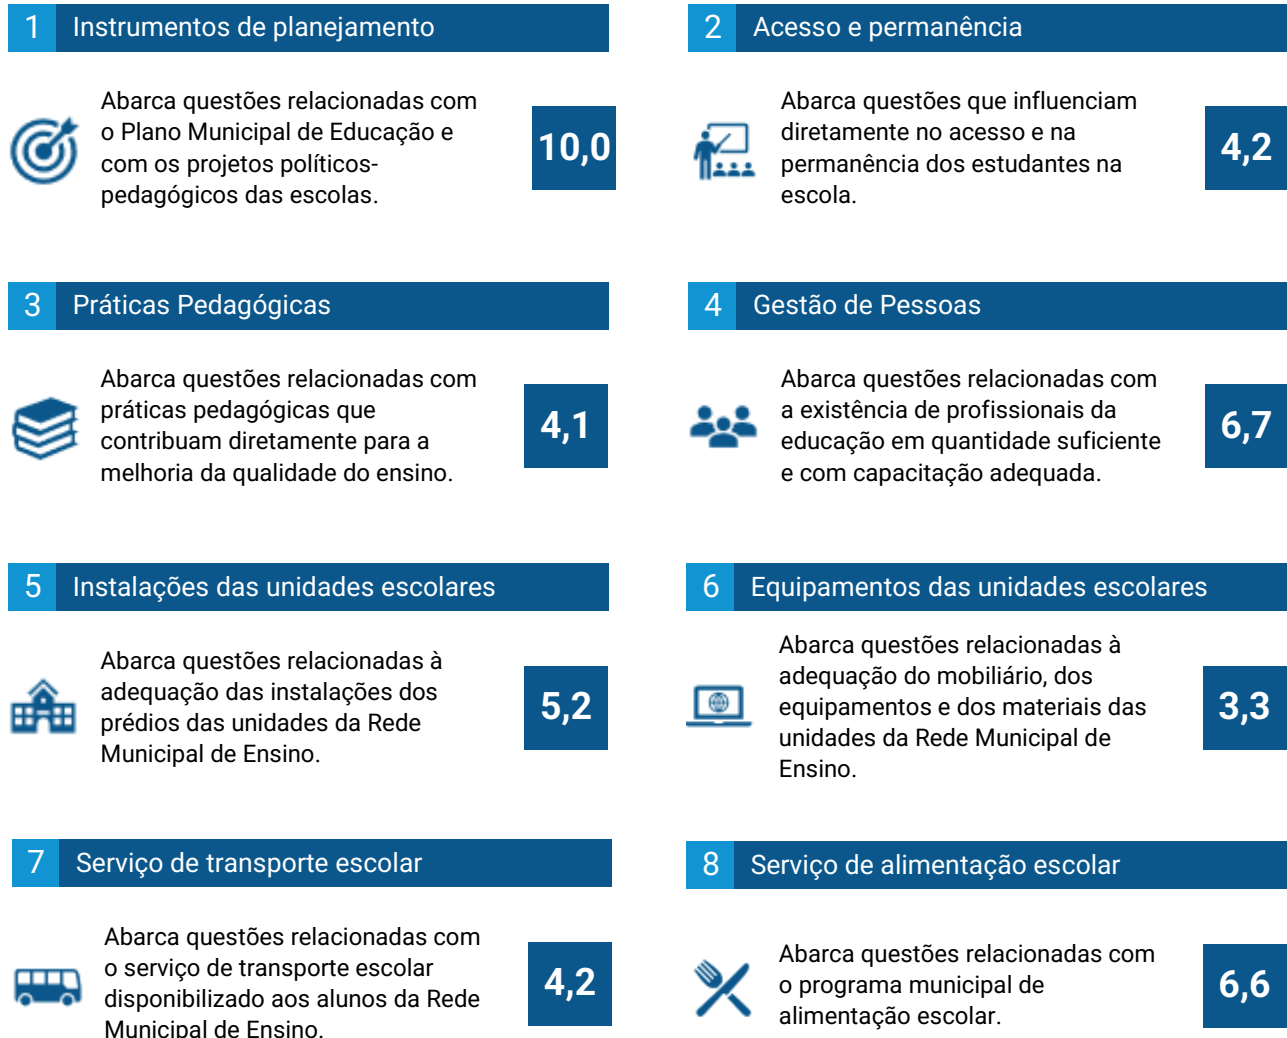 1 Instrumentos de planejamento
Abarca questões relacionadas com
o Plano Municipal de Educação e
com os projetos políticos-
pedagógicos das escolas.
10,0
2 Acesso e permanência
Abarca questões que influenciam
diretamente no acesso e na
permanência dos estudantes na
escola.
4,2
3 Práticas Pedagógicas
Abarca questões relacionadas com
práticas pedagógicas que
contribuam diretamente para a
melhoria da qualidade do ensino.
4,1
4 Gestão de Pessoas
Abarca questões relacionadas com
a existência de profissionais da
educação em quantidade suficiente
e com capacitação adequada.
6,7
5 Instalações das unidades escolares
Abarca questões relacionadas à
adequação das instalações dos
prédios das unidades da Rede
Municipal de Ensino.
5,2
6 Equipamentos das unidades escolares
Abarca questões relacionadas à
adequação do mobiliário, dos
equipamentos e dos materiais das
unidades da Rede Municipal de
Ensino.
3,3
7 Serviço de transporte escolar
Abarca questões relacionadas com
o serviço de transporte escolar
disponibilizado aos alunos da Rede
Municipal de Ensino.
4,2
8 Serviço de alimentação escolar
Abarca questões relacionadas com
o programa municipal de
alimentação escolar.
6,6